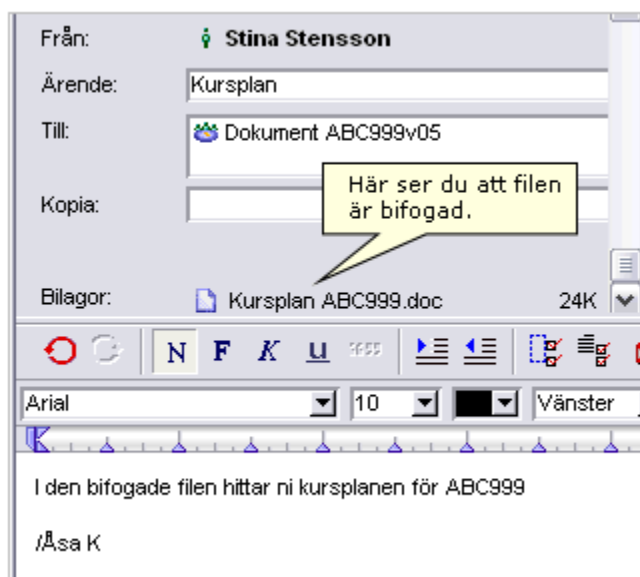 Från: Stina Stensson
Ärende: Kursplan
Till: Dokument ABC999v05
Här ser du att filen
är bifogad.
Kopia:
Bilagor: Kursplan ABC999.doc 24K
N F K u
Arial 10 Vänster
I den bifogade filen hittar ni kursplanen för ABC999
/Åsa K